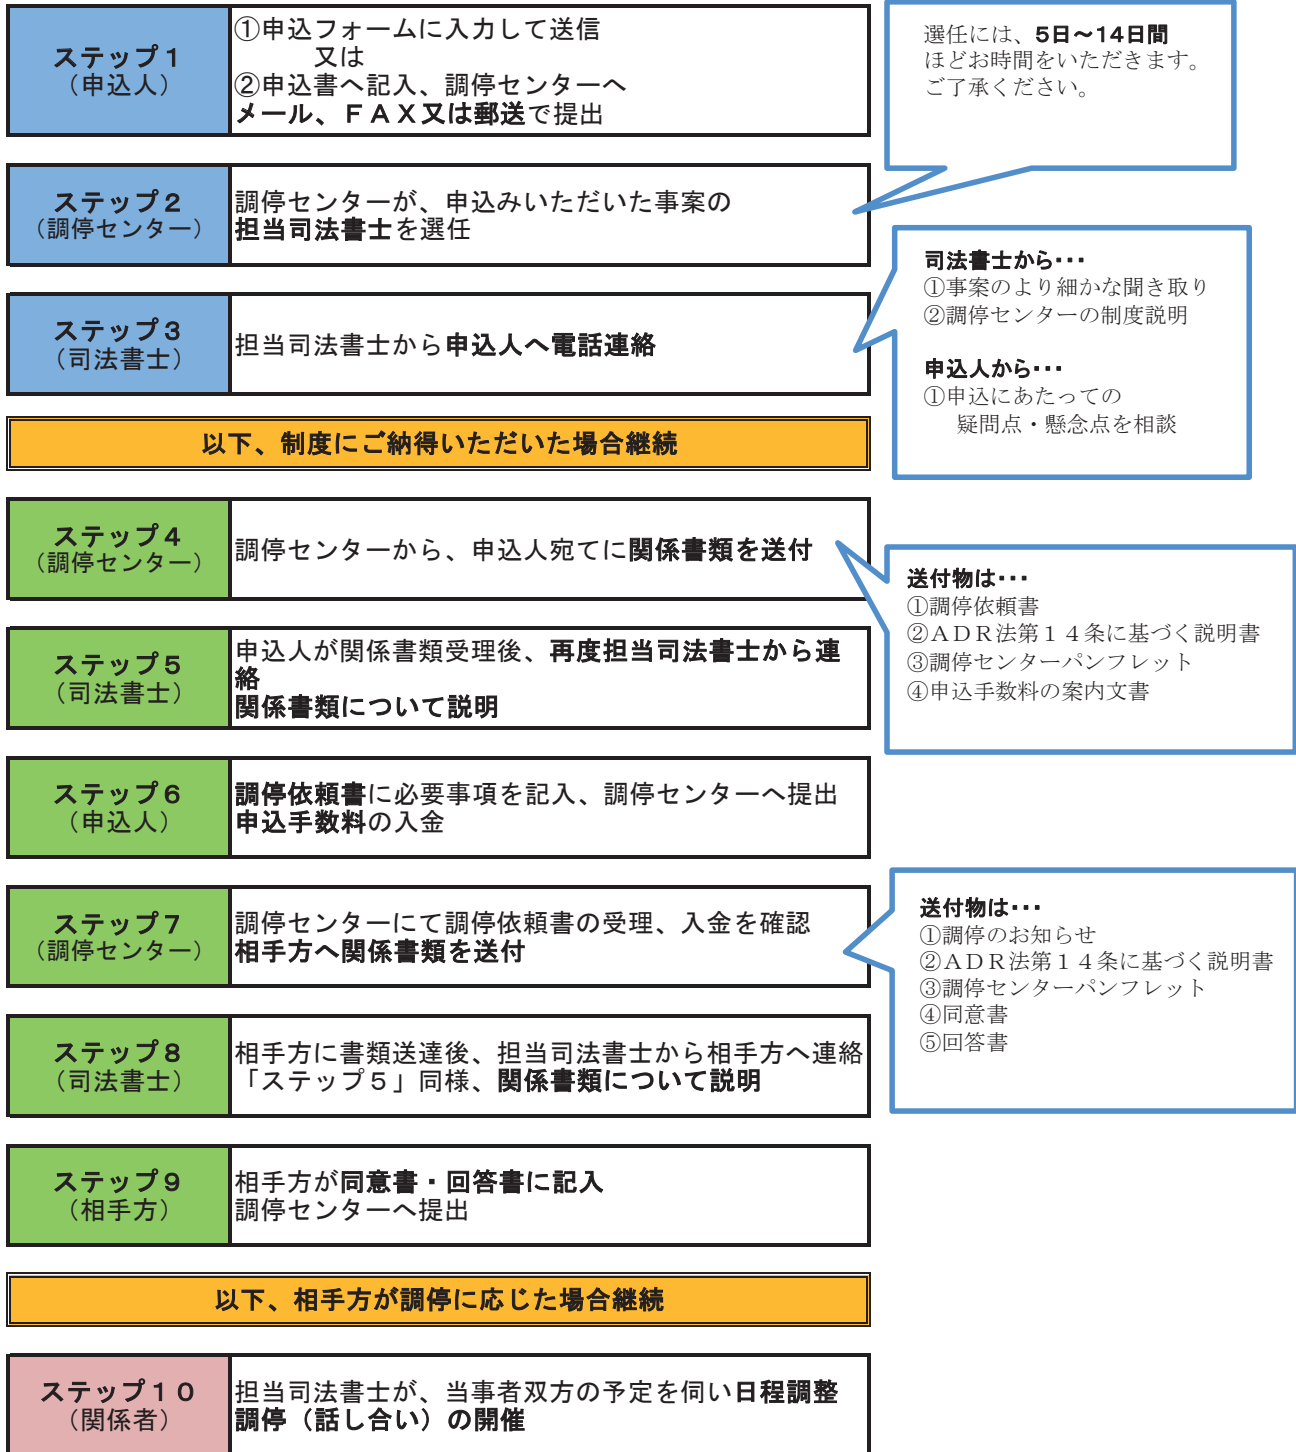 ステップ１
（申込人）
①申込フォームに入力して送信
又は
②申込書へ記入、調停センターへ
メール、ＦＡＸ又は郵送で提出
選任には、5日～14日間
ほどお時間をいただきます。
ご了承ください。
ステップ２
（調停センター）
調停センターが、申込みいただいた事案の
担当司法書士を選任
ステップ３
（司法書士）
担当司法書士から申込人へ電話連絡
司法書士から･･･
①事案のより細かな聞き取り
②調停センターの制度説明
申込人から･･･
①申込にあたっての
疑問点・懸念点を相談
以下、制度にご納得いただいた場合継続
ステップ４
（調停センター）
調停センターから、申込人宛てに関係書類を送付
送付物は･･･
①調停依頼書
②ＡＤＲ法第１４条に基づく説明書
③調停センターパンフレット
④申込手数料の案内文書
ステップ５
（司法書士）
申込人が関係書類受理後、再度担当司法書士から連
絡
関係書類について説明
ステップ６
（申込人）
調停依頼書に必要事項を記入、調停センターへ提出
申込手数料の入金
ステップ７
（調停センター）
調停センターにて調停依頼書の受理、入金を確認
相手方へ関係書類を送付
送付物は･･･
①調停のお知らせ
②ＡＤＲ法第１４条に基づく説明書
③調停センターパンフレット
④同意書
⑤回答書
ステップ８
（司法書士）
相手方に書類送達後、担当司法書士から相手方へ連絡
「ステップ５」同様、関係書類について説明
ステップ９
（相手方）
相手方が同意書・回答書に記入
調停センターへ提出
以下、相手方が調停に応じた場合継続
ステップ１０
（関係者）
担当司法書士が、当事者双方の予定を伺い日程調整
調停（話し合い）の開催